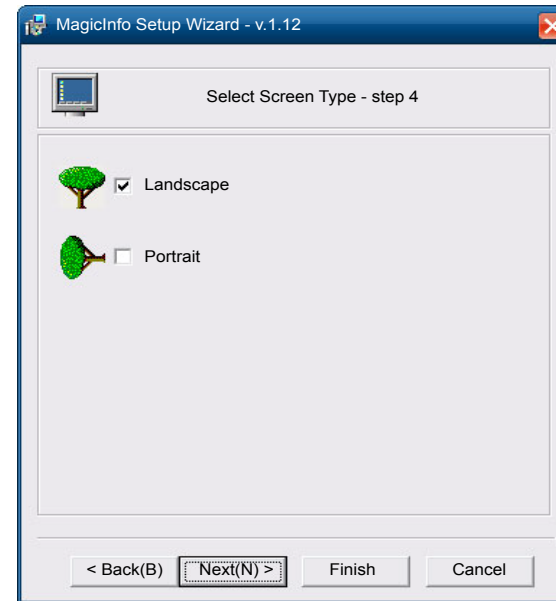 MagicInfo Setup Wizard - v.1.12
Select Screen Type - step 4
Landscape
Portrait
< Back(B) Next(N) > Finish Cancel